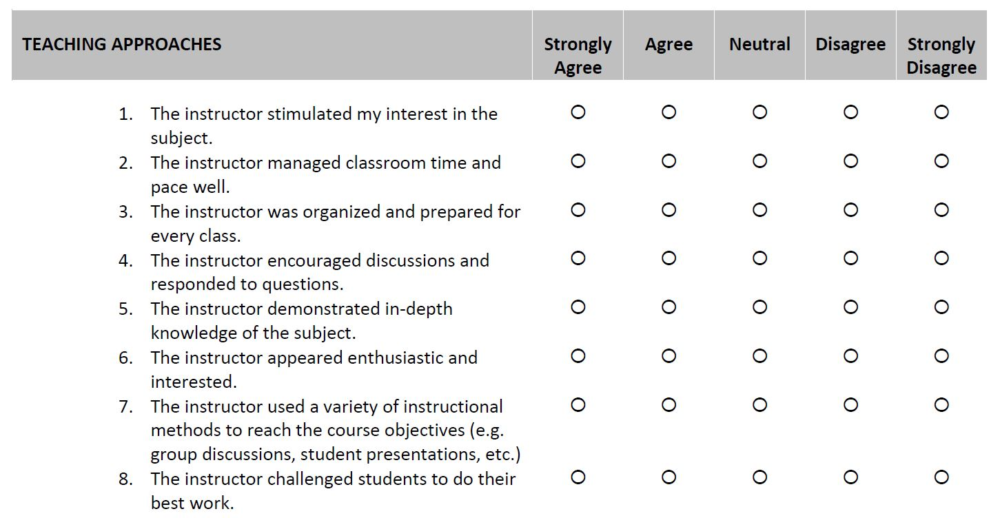 TEACHING APPROACHES Strongly Agree Agree Neutral Disagree Strongly Disagree
1. The instructor stimulated my interest in the
subject.
2. The instructor managed classroom time and
pace well.
3. The instructor was organized and prepared for
every class.
4. The instructor encouraged discussions and
responded to questions.
5. The instructor demonstrated in-depth
knowledge of the subject.
6. The instructor appeared enthusiastic and
interested.
7. The instructor used a variety of instructional
methods to reach the course objectives (e.g.
group discussions, student presentations, etc.)
8. The instructor challenged students to do their
best work.